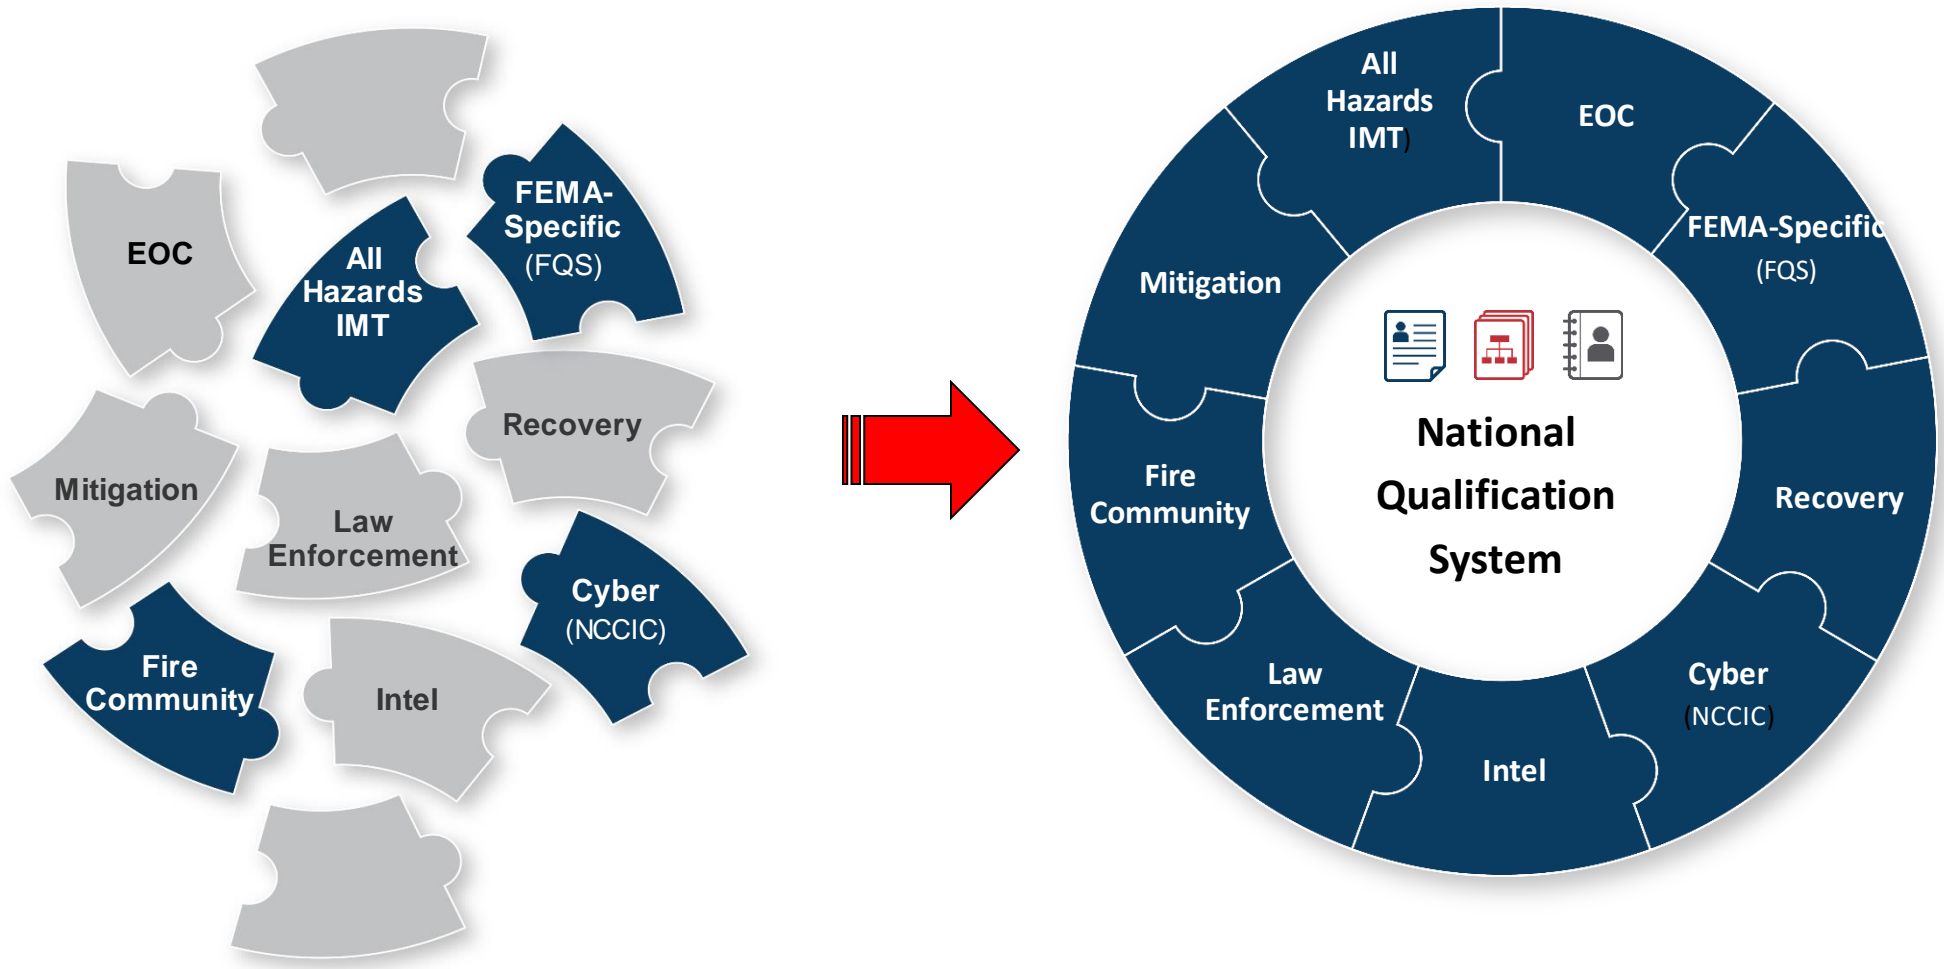 EOC
All
Hazards
IMT
FEMA-
Specific
(FQS)
Recovery
Mitigation
Law
Enforcement
Cyber
(NCCIC)
Fire
Community
Intel
All
Hazards
IMT)
EOC
FEMA-Specific
(FQS)
Mitigation
National
Qualification
System
Fire
Community
Recovery
Law
Enforcement
Cyber
(NCCIC)
Intel